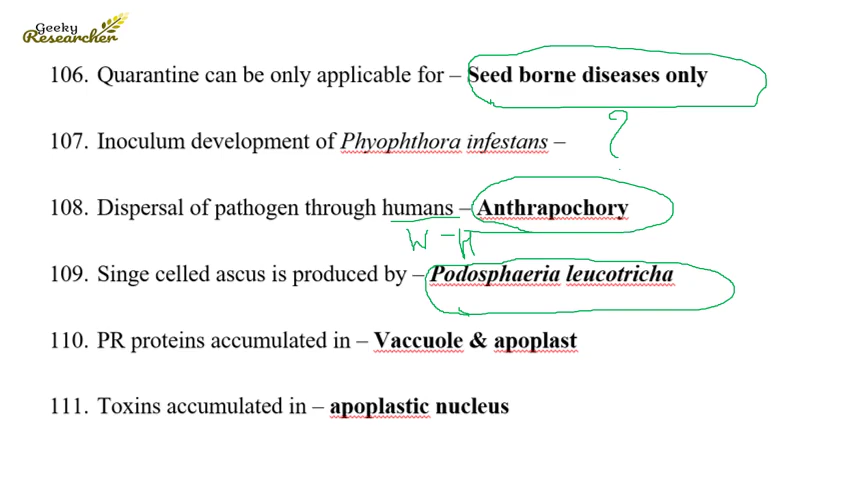 Geeky
Researcher
106. Quarantine can be only applicable for – Seed borne diseases only
?
107. Inoculum development of Phyophthora infestans –
108. Dispersal of pathogen through humans – Anthrapochory
W – H
109. Singe celled ascus is produced by – Podosphaeria leucotricha
110. PR proteins accumulated in – Vaccuole & apoplast
111. Toxins accumulated in – apoplastic nucleus